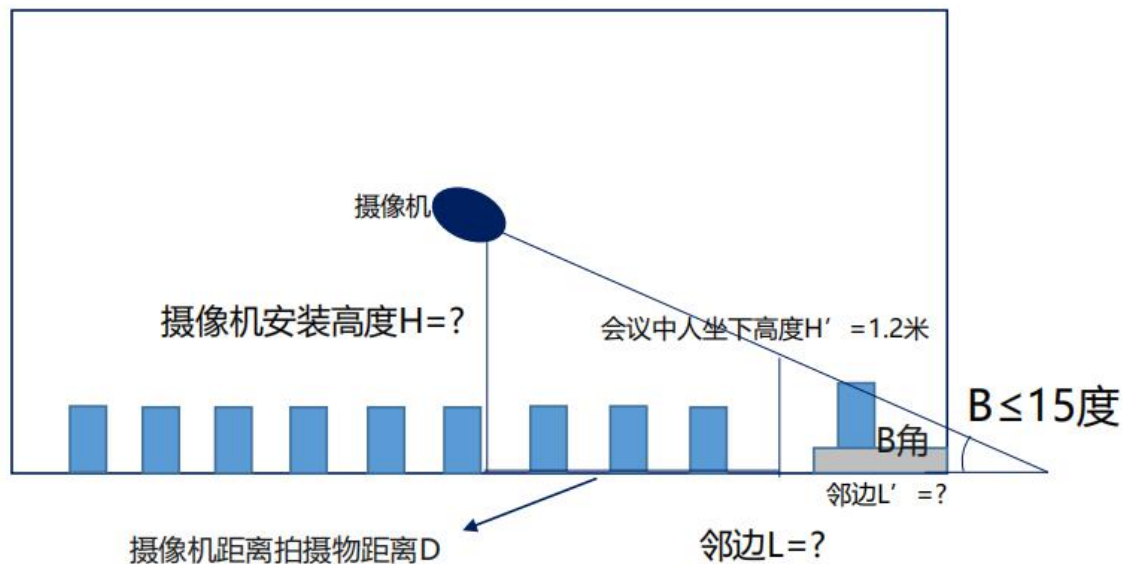 摄像机
摄像机安装高度H=?
会议中人坐下高度H′=1.2米
B≤15度
B角
邻边L′=?
摄像机距离拍摄物距离D
邻边L=?